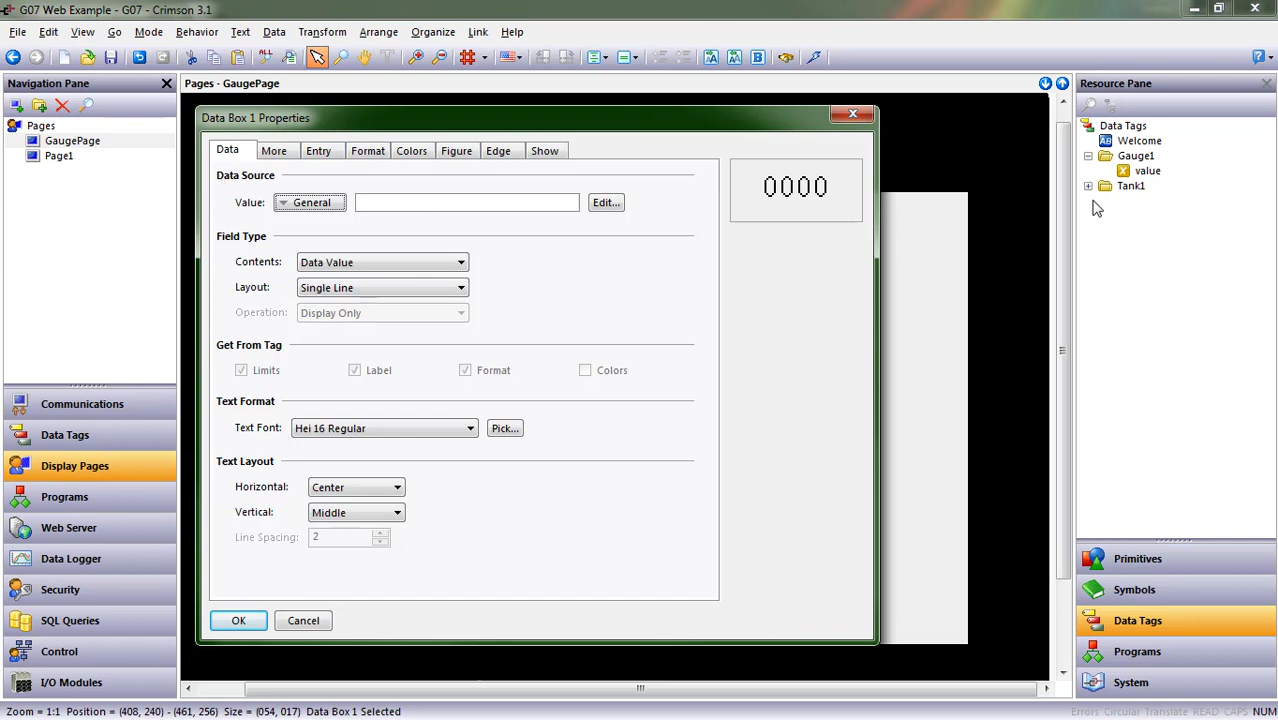 G07 Web Example - G07 - Crimson 3.1
File Edit View Go Mode Behavior Text Data Transform Arrange Organize Link Help
Navigation Pane
Pages - GaugePage
Resource Pane
Pages
GaugePage
Page1
Communications
Data Tags
Display Pages
Programs
Web Server
Data Logger
Security
SQL Queries
Control
I/O Modules
Data Box 1 Properties
Data More Entry Format Colors Figure Edge Show
Data Source
Value: General Edit...
Field Type
Contents: Data Value
Layout: Single Line
Operation: Display Only
Get From Tag
Limits Label Format Colors
Text Format
Text Font: Hei 16 Regular Pick...
Text Layout
Horizontal: Center
Vertical: Middle
Line Spacing: 2
OK Cancel
0000
Data Tags
Welcome
Gauge1
value
Tank1
Primitives
Symbols
Data Tags
Programs
System
Zoom = 1:1 Position = (408, 240) - (461, 256) Size = (054, 017) Data Box 1 Selected
Errors Circular Translate READ CAPS NUM